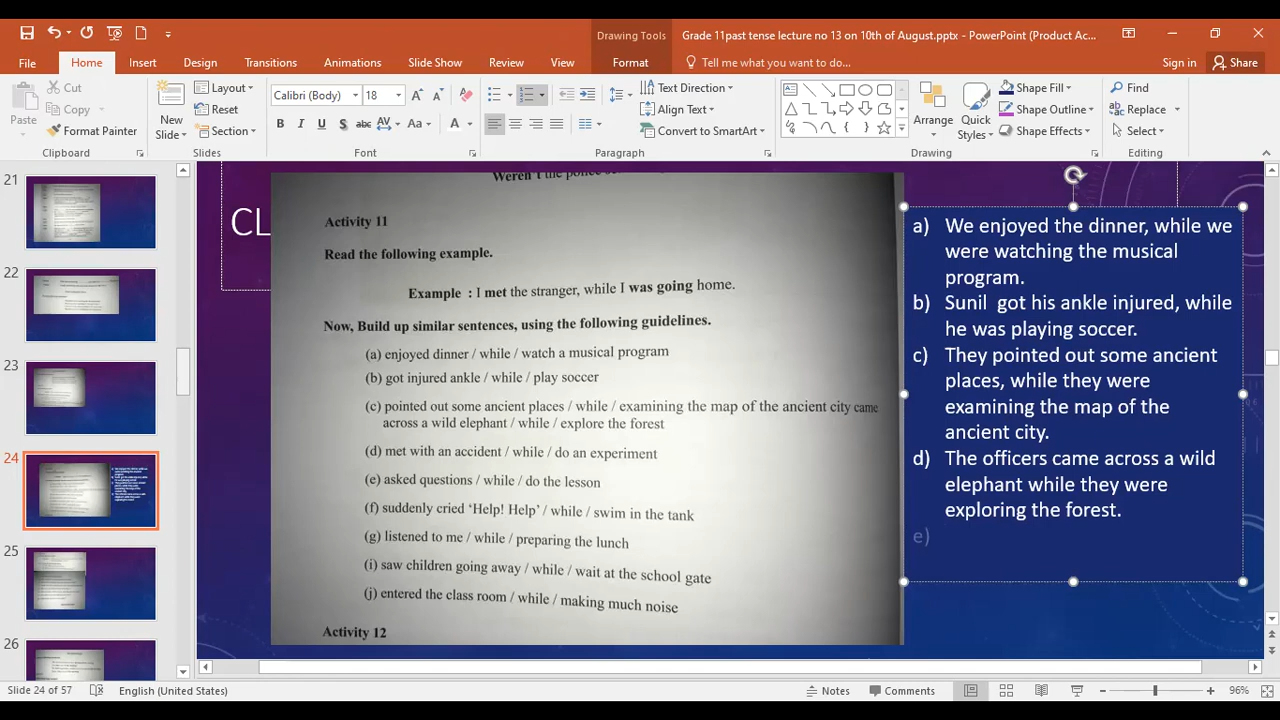 Drawing Tools
Grade 11past tense lecture no 13 on 10th of August.pptx - PowerPoint (Product Ac...
File
Home
Insert
Design
Transitions
Animations
Slide Show
Review
View
Format
Tell me what you want to do...
Sign in
Share
Paste
Cut
Copy
Format Painter
Clipboard
New Slide
Layout
Reset
Section
Slides
Calibri (Body)
18
B I U S abc AV Aa A
Font
Text Direction
Align Text
Convert to SmartArt
Paragraph
Arrange
Quick Styles
Shape Fill
Shape Outline
Shape Effects
Drawing
Find
Replace
Select
Editing
21
22
23
24
25
26
CL
Weren't the police
Activity 11
Read the following example.
Example : I met the stranger, while I was going home.
Now, Build up similar sentences, using the following guidelines.
(a) enjoyed dinner / while / watch a musical program
(b) got injured ankle / while / play soccer
(c) pointed out some ancient places / while / examining the map of the ancient city came
across a wild elephant / while / explore the forest
(d) met with an accident / while / do an experiment
(e) asked questions / while / do the lesson
(f) suddenly cried 'Help! Help' / while / swim in the tank
(g) listened to me / while / preparing the lunch
(i) saw children going away / while / wait at the school gate
(j) entered the class room / while / making much noise
Activity 12
a) We enjoyed the dinner, while we
were watching the musical
program.
b) Sunil got his ankle injured, while
he was playing soccer.
c) They pointed out some ancient
places, while they were
examining the map of the
ancient city.
d) The officers came across a wild
elephant while they were
exploring the forest.
e)
Slide 24 of 57
English (United States)
Notes
Comments
96%